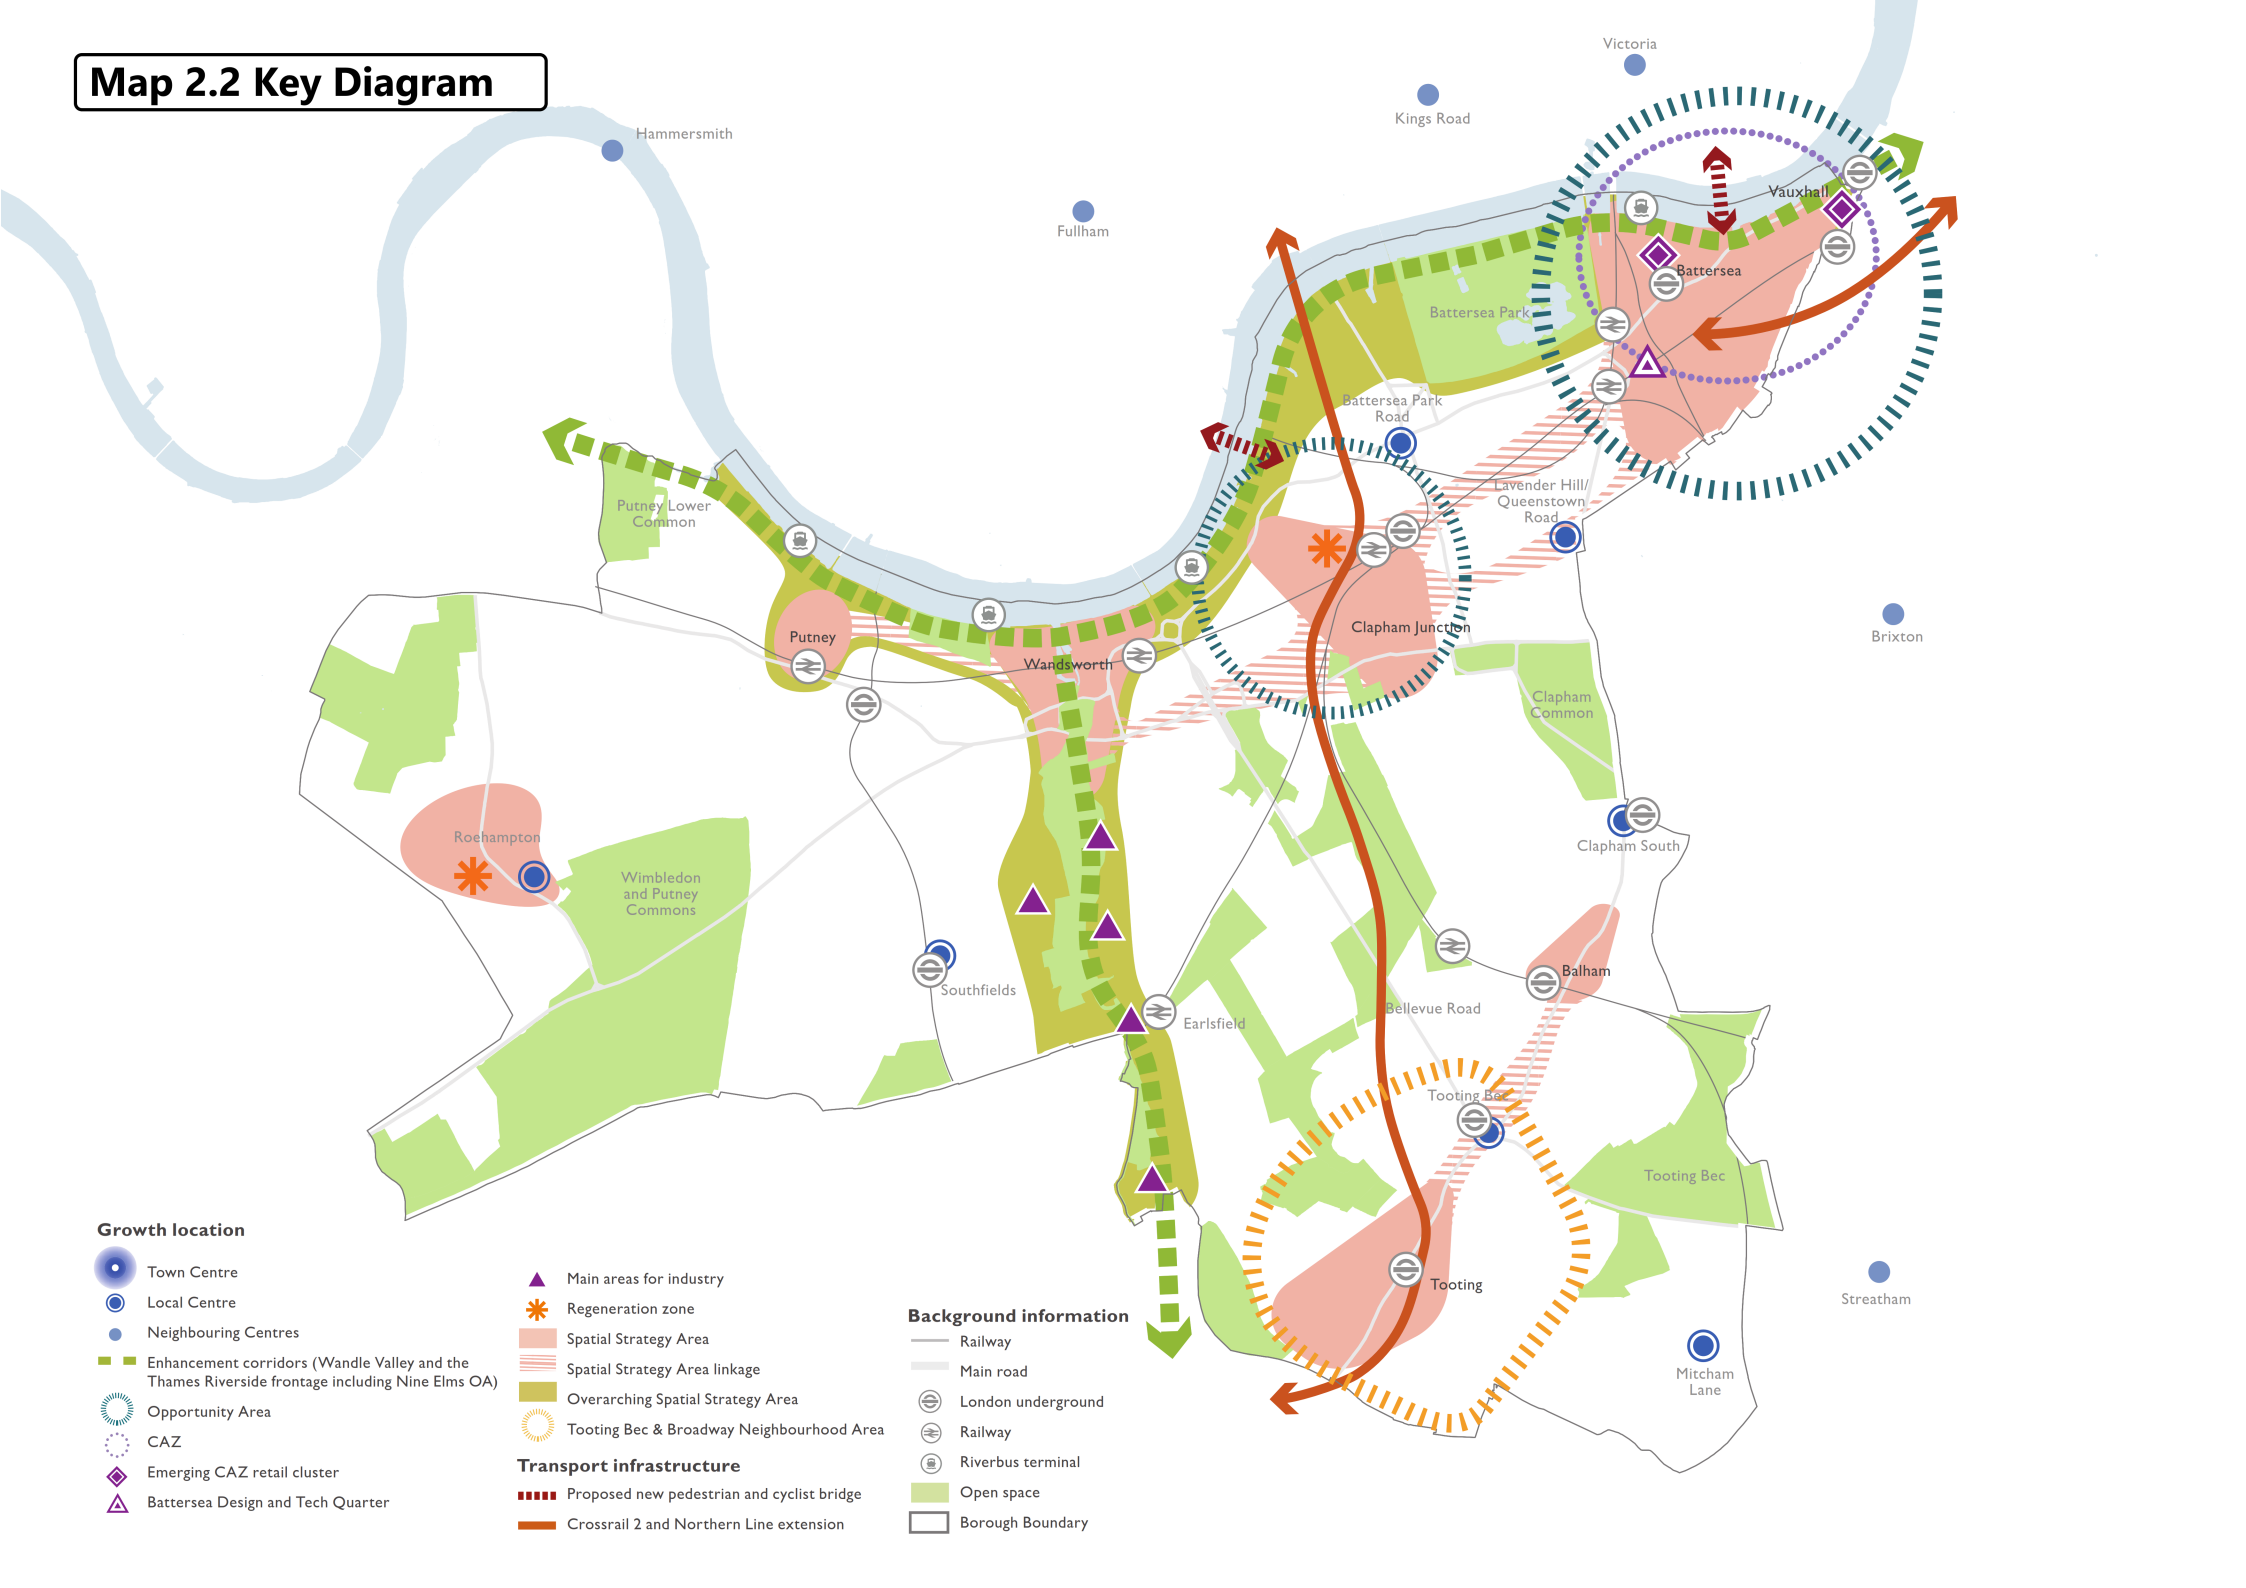 Map 2.2 Key Diagram
Victoria
Kings Road
Hammersmith
Fullham
Vauxhall
Battersea
Battersea Park
Battersea Park
Road
Putney Lower
Common
Lavender Hill/
Queenstown
Road
Putney
Wandsworth
Clapham Junction
Brixton
Clapham
Common
Roehampton
Wimbledon
and Putney
Commons
Clapham South
Southfields
Balham
Earlsfield
Bellevue Road
Tooting Bec
Tooting Bec
Tooting
Streatham
Mitcham
Lane
Growth location
Town Centre
Local Centre
Neighbouring Centres
Enhancement corridors (Wandle Valley and the
Thames Riverside frontage including Nine Elms OA)
Opportunity Area
CAZ
Emerging CAZ retail cluster
Battersea Design and Tech Quarter
Main areas for industry
Regeneration zone
Spatial Strategy Area
Spatial Strategy Area linkage
Overarching Spatial Strategy Area
Tooting Bec & Broadway Neighbourhood Area
Transport infrastructure
Proposed new pedestrian and cyclist bridge
Crossrail 2 and Northern Line extension
Background information
Railway
Main road
London underground
Railway
Riverbus terminal
Open space
Borough Boundary